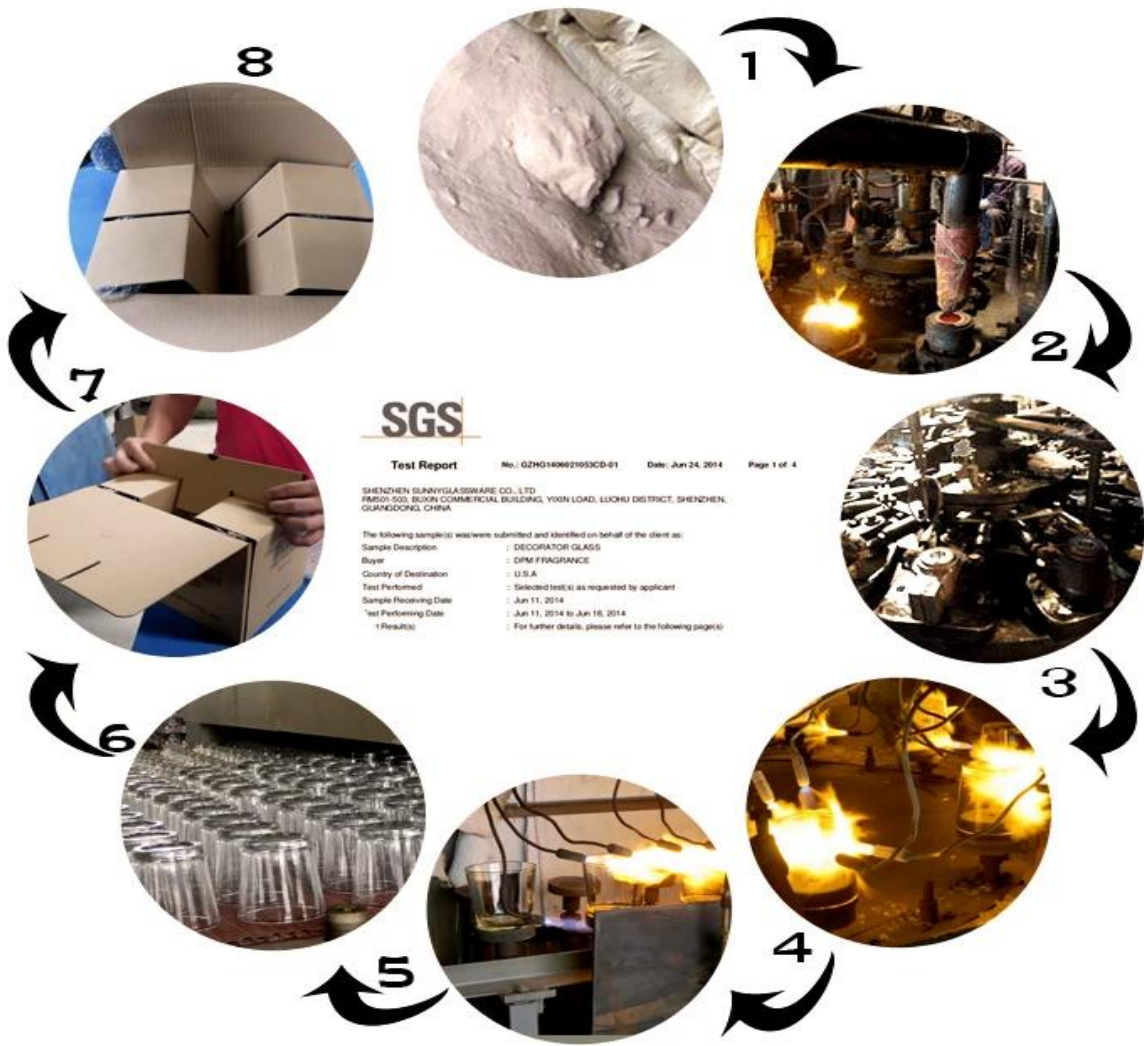 8
1
2
7
SGS
Test Report No.: GZHG1406021053CD-01 Date: Jun 24, 2014 Page 1 of 4
SHENZHEN SUNNYGLASSWARE CO., LTD
RM501-503, BUXIN COMMERCIAL BUILDING, YIXIN LOAD, LUOHU DISTRICT, SHENZHEN,
GUANGDONG, CHINA
The following sample(s) was/were submitted and identified on behalf of the client as:
Sample Description : DECORATOR GLASS
Buyer : DPM FRAGRANCE
Country of Destination : U.S.A
Test Performed : Selected test(s) as requested by applicant
Sample Receiving Date : Jun 11, 2014
Test Performing Date : Jun 11, 2014 to Jun 18, 2014
t Result(s) : For further details, please refer to the following page(s)
3
6
4
5